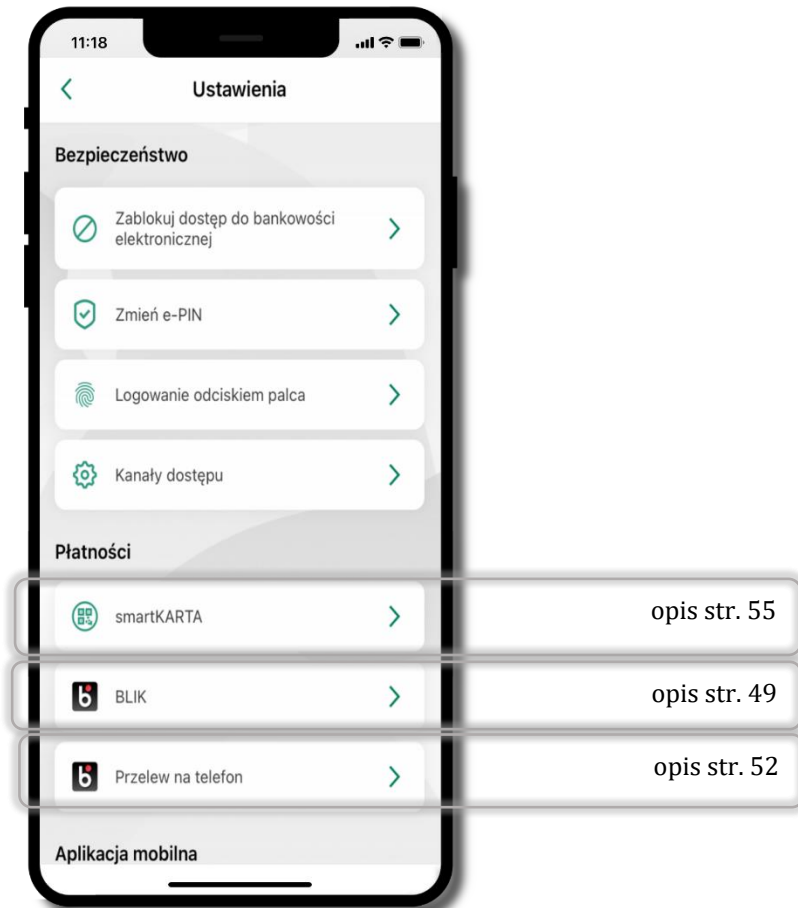 11:18
Ustawienia
Bezpieczeństwo
Zablokuj dostęp do bankowości
elektronicznej
Zmień e-PIN
Logowanie odciskiem palca
Kanały dostępu
Płatności
smartKARTA
opis str. 55
BLIK
opis str. 49
Przelew na telefon
opis str. 52
Aplikacja mobilna